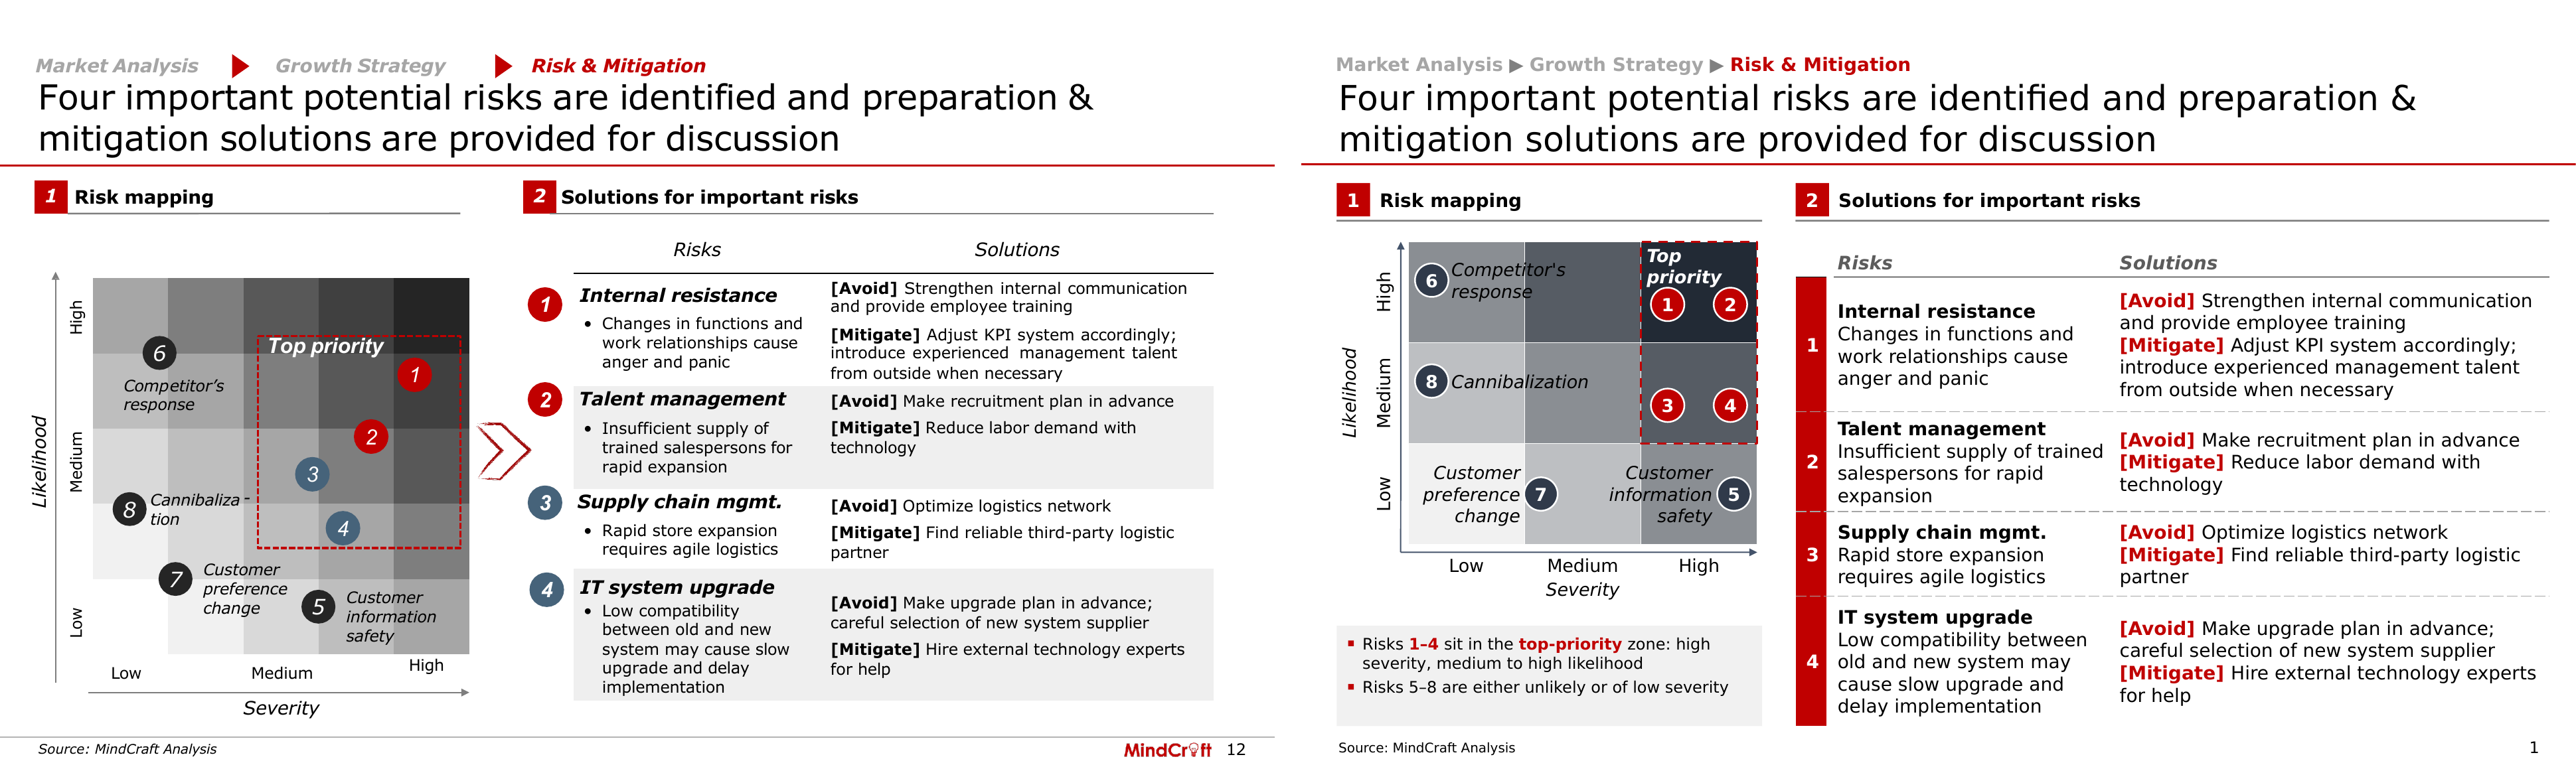 Market Analysis Growth Strategy Risk & Mitigation
Four important potential risks are identified and preparation &
mitigation solutions are provided for discussion
1 Risk mapping
Likelihood
High
Medium
Low
Top priority
6
Competitor's
response
1
2
3
4
8 Cannibaliza-
tion
7 Customer
preference
change
5 Customer
information
safety
Low Medium High
Severity
2 Solutions for important risks
Risks Solutions
1 Internal resistance
• Changes in functions and
work relationships cause
anger and panic
[Avoid] Strengthen internal communication
and provide employee training
[Mitigate] Adjust KPI system accordingly;
introduce experienced management talent
from outside when necessary
2 Talent management
• Insufficient supply of
trained salespersons for
rapid expansion
[Avoid] Make recruitment plan in advance
[Mitigate] Reduce labor demand with
technology
3 Supply chain mgmt.
• Rapid store expansion
requires agile logistics
[Avoid] Optimize logistics network
[Mitigate] Find reliable third-party logistic
partner
4 IT system upgrade
• Low compatibility
between old and new
system may cause slow
upgrade and delay
implementation
[Avoid] Make upgrade plan in advance;
careful selection of new system supplier
[Mitigate] Hire external technology experts
for help
Source: MindCraft Analysis
MindCraft 12
Market Analysis ▶ Growth Strategy ▶ Risk & Mitigation
Four important potential risks are identified and preparation &
mitigation solutions are provided for discussion
1 Risk mapping
Likelihood
High
Medium
Low
6 Competitor's
response
Top
priority
1 2
8 Cannibalization
3 4
Customer
preference
change
7
Customer
information
safety
5
Low Medium High
Severity
▪ Risks 1–4 sit in the top-priority zone: high
severity, medium to high likelihood
▪ Risks 5–8 are either unlikely or of low severity
2 Solutions for important risks
Risks Solutions
1
Internal resistance
Changes in functions and
work relationships cause
anger and panic
[Avoid] Strengthen internal communication
and provide employee training
[Mitigate] Adjust KPI system accordingly;
introduce experienced management talent
from outside when necessary
2
Talent management
Insufficient supply of trained
salespersons for rapid
expansion
[Avoid] Make recruitment plan in advance
[Mitigate] Reduce labor demand with
technology
3
Supply chain mgmt.
Rapid store expansion
requires agile logistics
[Avoid] Optimize logistics network
[Mitigate] Find reliable third-party logistic
partner
4
IT system upgrade
Low compatibility between
old and new system may
cause slow upgrade and
delay implementation
[Avoid] Make upgrade plan in advance;
careful selection of new system supplier
[Mitigate] Hire external technology experts
for help
Source: MindCraft Analysis
1